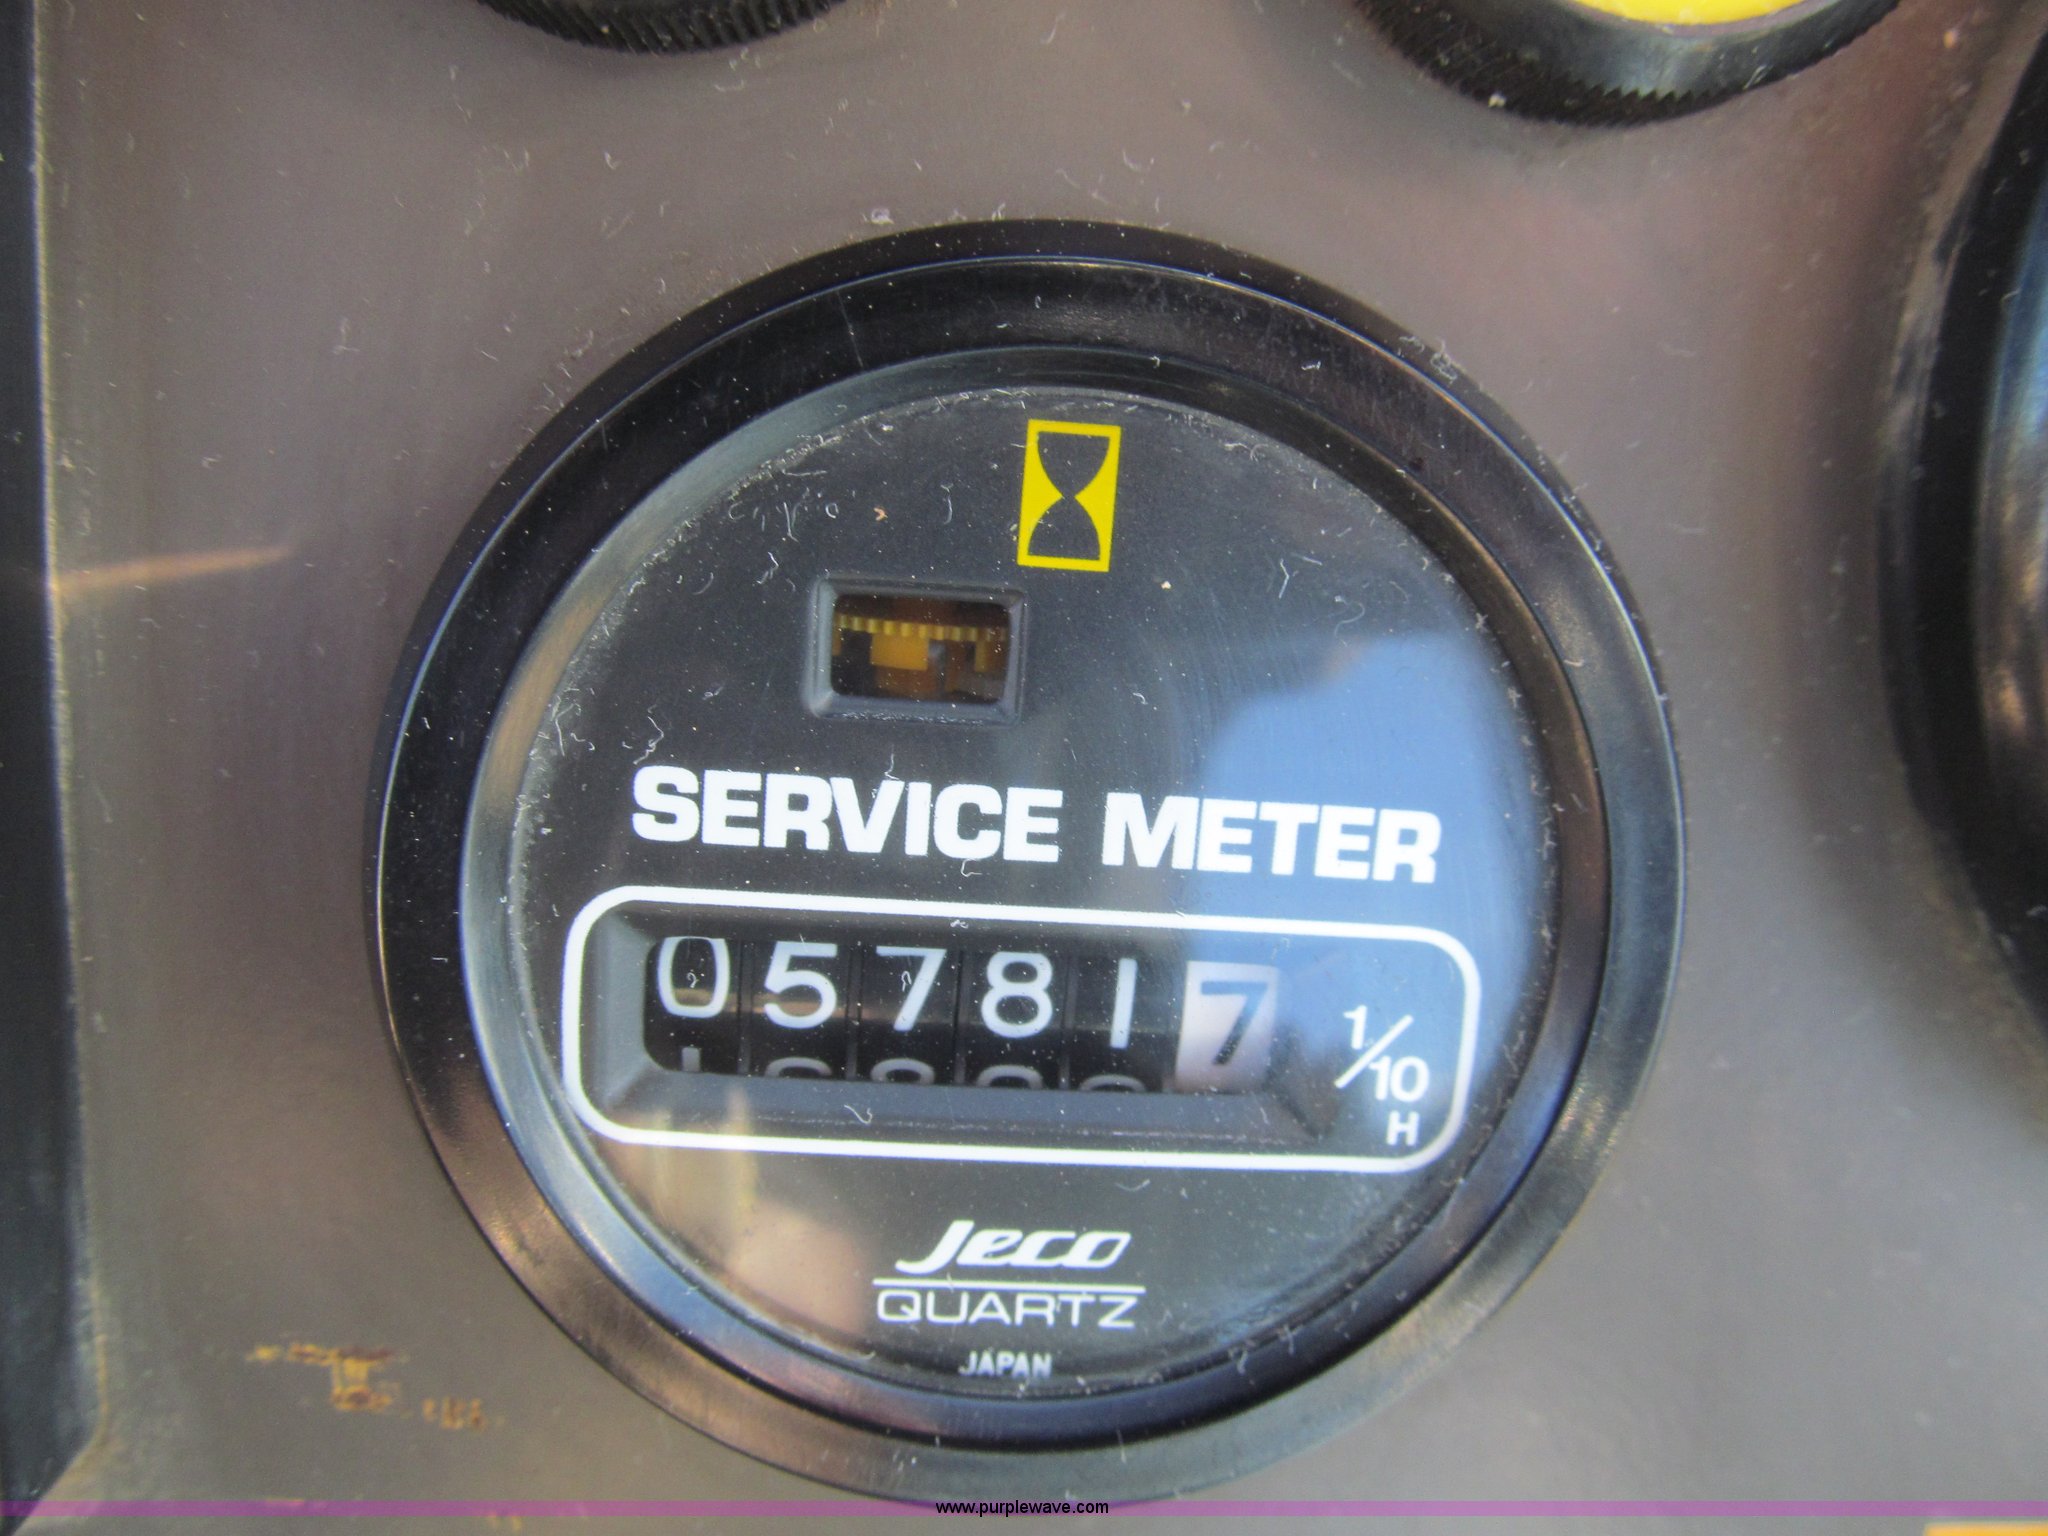 SERVICE METER
057817 1/10
H
Jeco
QUARTZ
JAPAN
www.purplewave.com